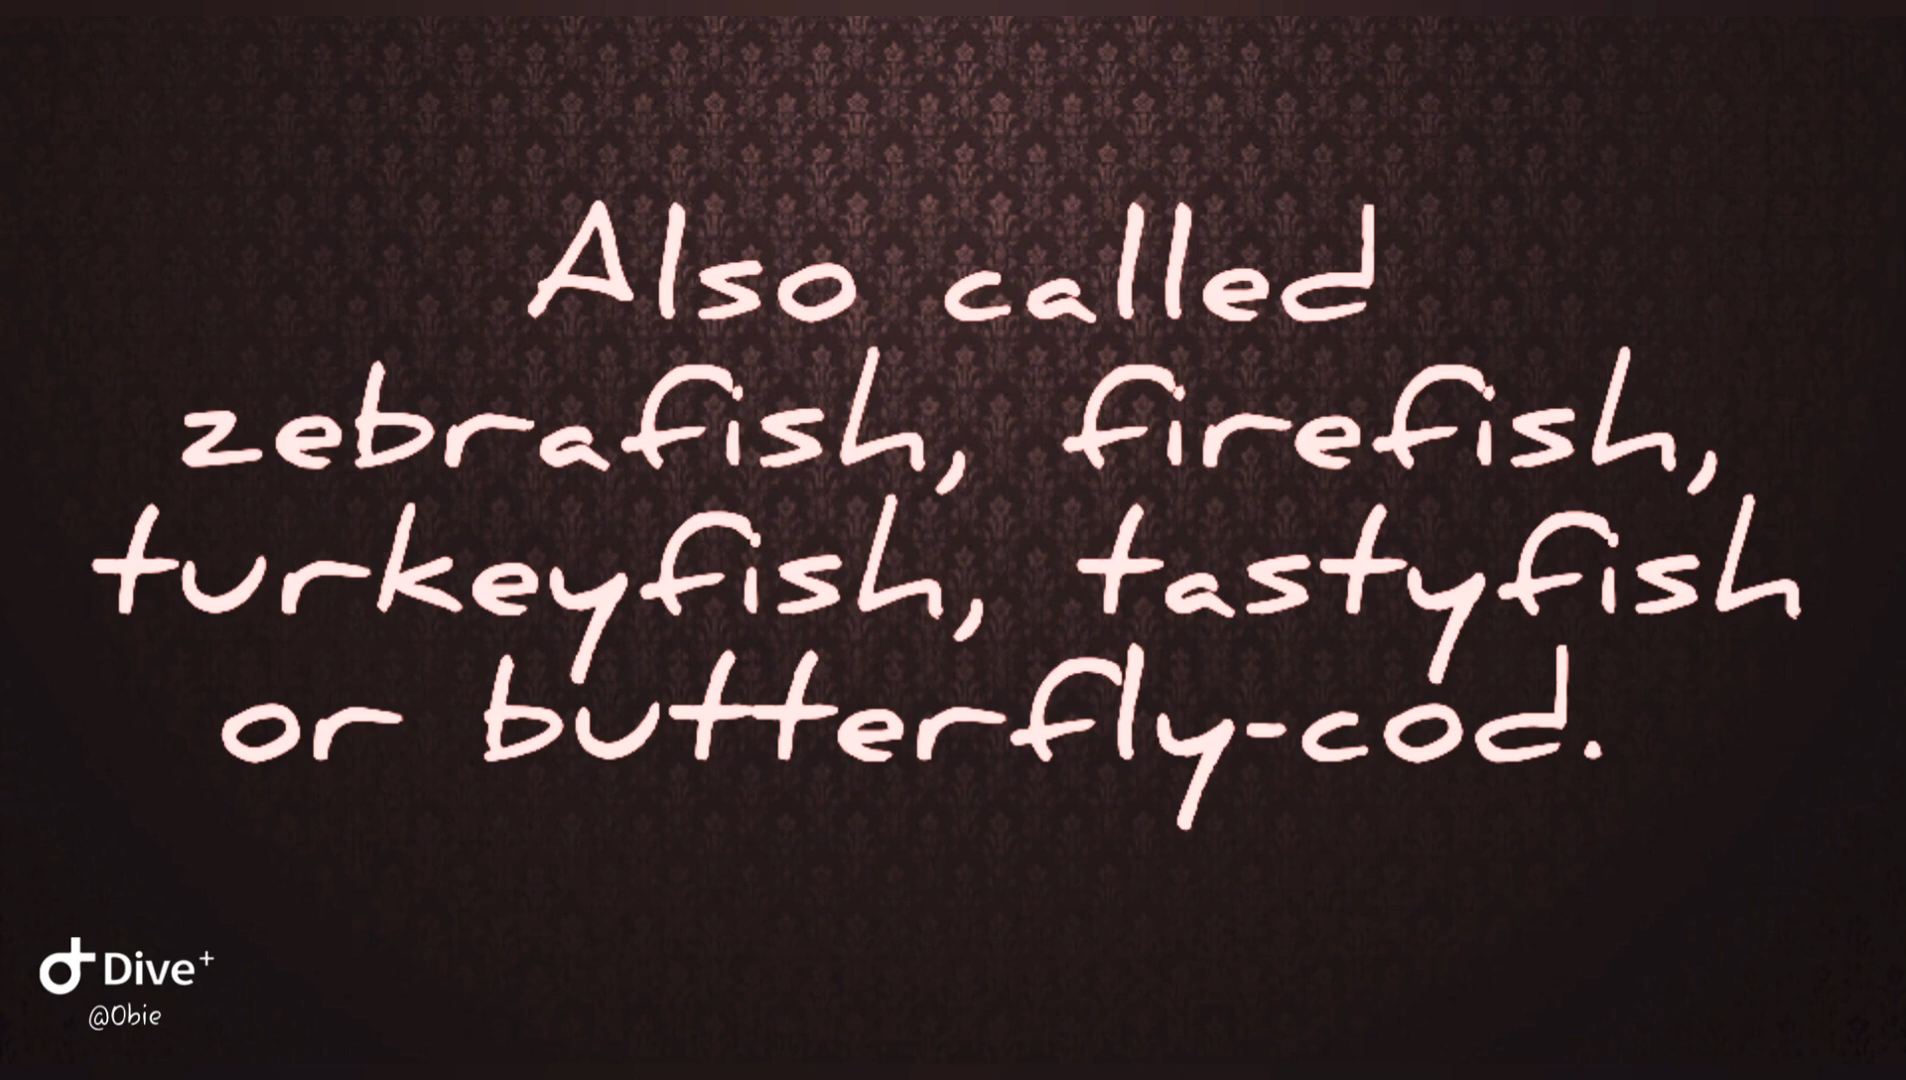 Also called
zebrafish, firefish,
turkeyfish, tastyfish
or butterfly-cod.
Dive+
@Obie